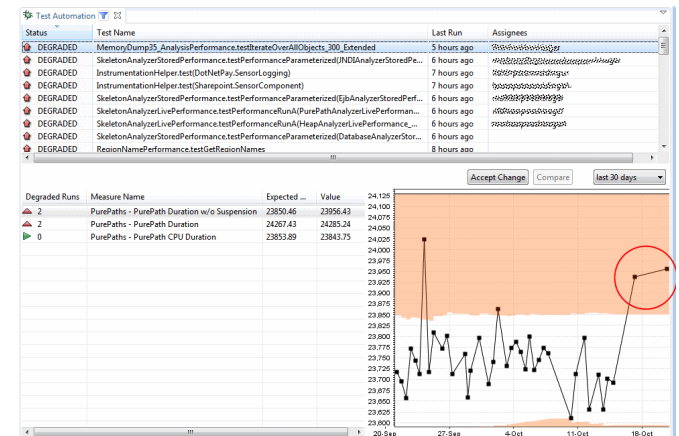 Test Automation
Status Test Name Last Run Assignees
DEGRADED MemoryDump35_AnalysisPerformance.testIterateOverAllObjects_300_Extended 5 hours ago
DEGRADED SkeletonAnalyzerStoredPerformance.testPerformanceParameterized(JNDIAnalyzerStoredPe... 6 hours ago
DEGRADED InstrumentationHelper.test(DotNetPay.SensorLogging) 7 hours ago
DEGRADED InstrumentationHelper.test(Sharepoint.SensorComponent) 7 hours ago
DEGRADED SkeletonAnalyzerStoredPerformance.testPerformanceParameterized(EjbAnalyzerStoredPerf... 6 hours ago
DEGRADED SkeletonAnalyzerLivePerformance.testPerformanceRunA(PurePathAnalyzerLivePerforman... 6 hours ago
DEGRADED SkeletonAnalyzerLivePerformance.testPerformanceRunA(HeapAnalyzerLivePerformance_... 6 hours ago
DEGRADED SkeletonAnalyzerStoredPerformance.testPerformanceParameterized(DatabaseAnalyzerStor... 6 hours ago
DEGRADED RegionNamePerformance.testGetRegionNames 8 hours ago
Accept Change Compare last 30 days
Degraded Runs Measure Name Expected ... Value
2 PurePaths - PurePath Duration w/o Suspension 23850.46 23956.43
2 PurePaths - PurePath Duration 24267.43 24285.24
0 PurePaths - PurePath CPU Duration 23853.89 23843.75
24,125
24,100
24,075
24,050
24,025
24,000
23,975
23,950
23,925
23,900
23,875
23,850
23,825
23,800
23,775
23,750
23,725
23,700
23,675
23,650
23,625
23,600
20-Sep 27-Sep 4-Oct 11-Oct 18-Oct